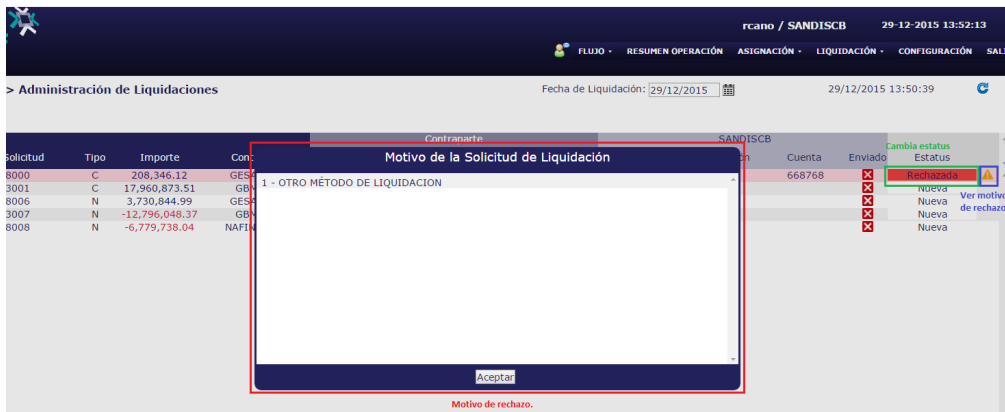 rcano / SANDISCB 29-12-2015 13:52:13
FLUJO - RESUMEN OPERACIÓN ASIGNACIÓN - LIQUIDACIÓN - CONFIGURACIÓN
> Administración de Liquidaciones Fecha de Liquidación: 29/12/2015 29/12/2015 13:50:39
Contraparte SANDISCB
Cambia estatus
Tipo Importe Cuenta Enviado Estatus
8000 C 208,346.12 668768 Rechazada
3001 C 17,960,873.51 Nueva
8006 N 3,730,844.99 Nueva
3007 N -12,796,048.37 Nueva
8008 N -6,779,738.04 Nueva
Ver motivo
de rechazo
Motivo de la Solicitud de Liquidación
1 - OTRO MÉTODO DE LIQUIDACION
Aceptar
Motivo de rechazo.